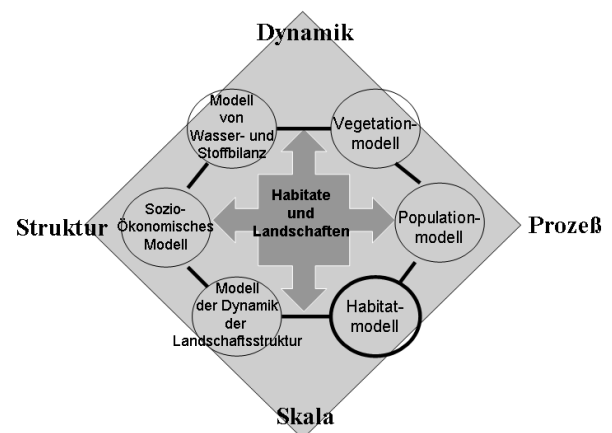 Dynamik
Modell
von
Wasser- und
Stoffbilanz
Vegetation-
modell
Struktur
Sozio-
Ökonomisches
Modell
Habitate
und
Landschaften
Population-
modell
Prozeß
Modell
der Dynamik
der
Landschaftsstruktur
Habitat-
modell
Skala